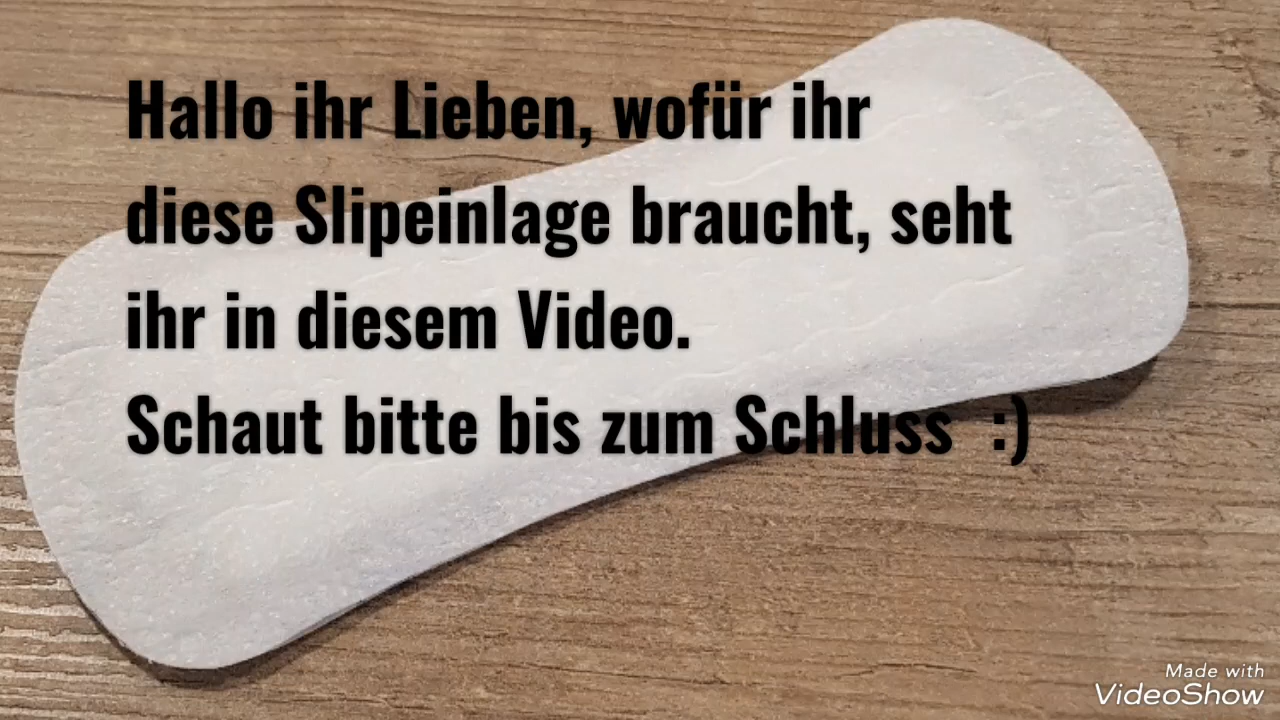 Hallo ihr Lieben, wofür ihr
diese Slipeinlage braucht, seht
ihr in diesem Video.
Schaut bitte bis zum Schluss :)
Made with
VideoShow